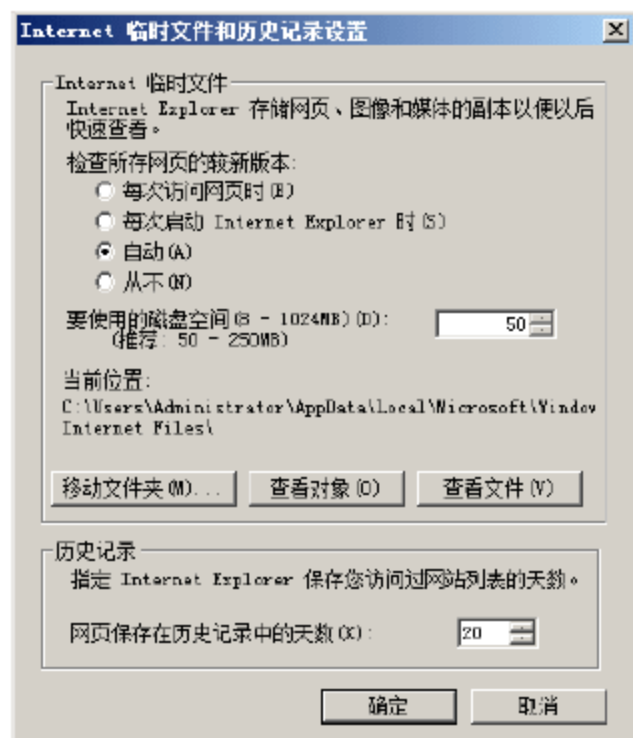 Internet 临时文件和历史记录设置
Internet 临时文件
Internet Explorer 存储网页、图像和媒体的副本以便以后
快速查看。
检查所存网页的较新版本:
每次访问网页时(E)
每次启动 Internet Explorer 时(S)
自动(A)
从不(N)
要使用的磁盘空间(8 - 1024MB)(D): 50
(推荐: 50 - 250MB)
当前位置:
C:\Users\Administrator\AppData\Local\Microsoft\Window
Internet Files\
移动文件夹(M)... 查看对象(O) 查看文件(V)
历史记录
指定 Internet Explorer 保存您访问过网站列表的天数。
网页保存在历史记录中的天数(K): 20
确定 取消